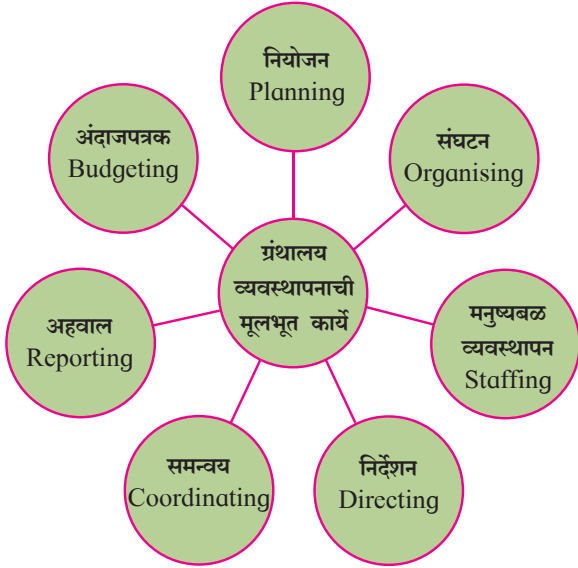 नियोजन
Planning
संघटन
Organising
मनुष्यबळ
व्यवस्थापन
Staffing
निर्देशन
Directing
समन्वय
Coordinating
अहवाल
Reporting
अंदाजपत्रक
Budgeting
ग्रंथालय
व्यवस्थापनाची
मूलभूत कार्ये